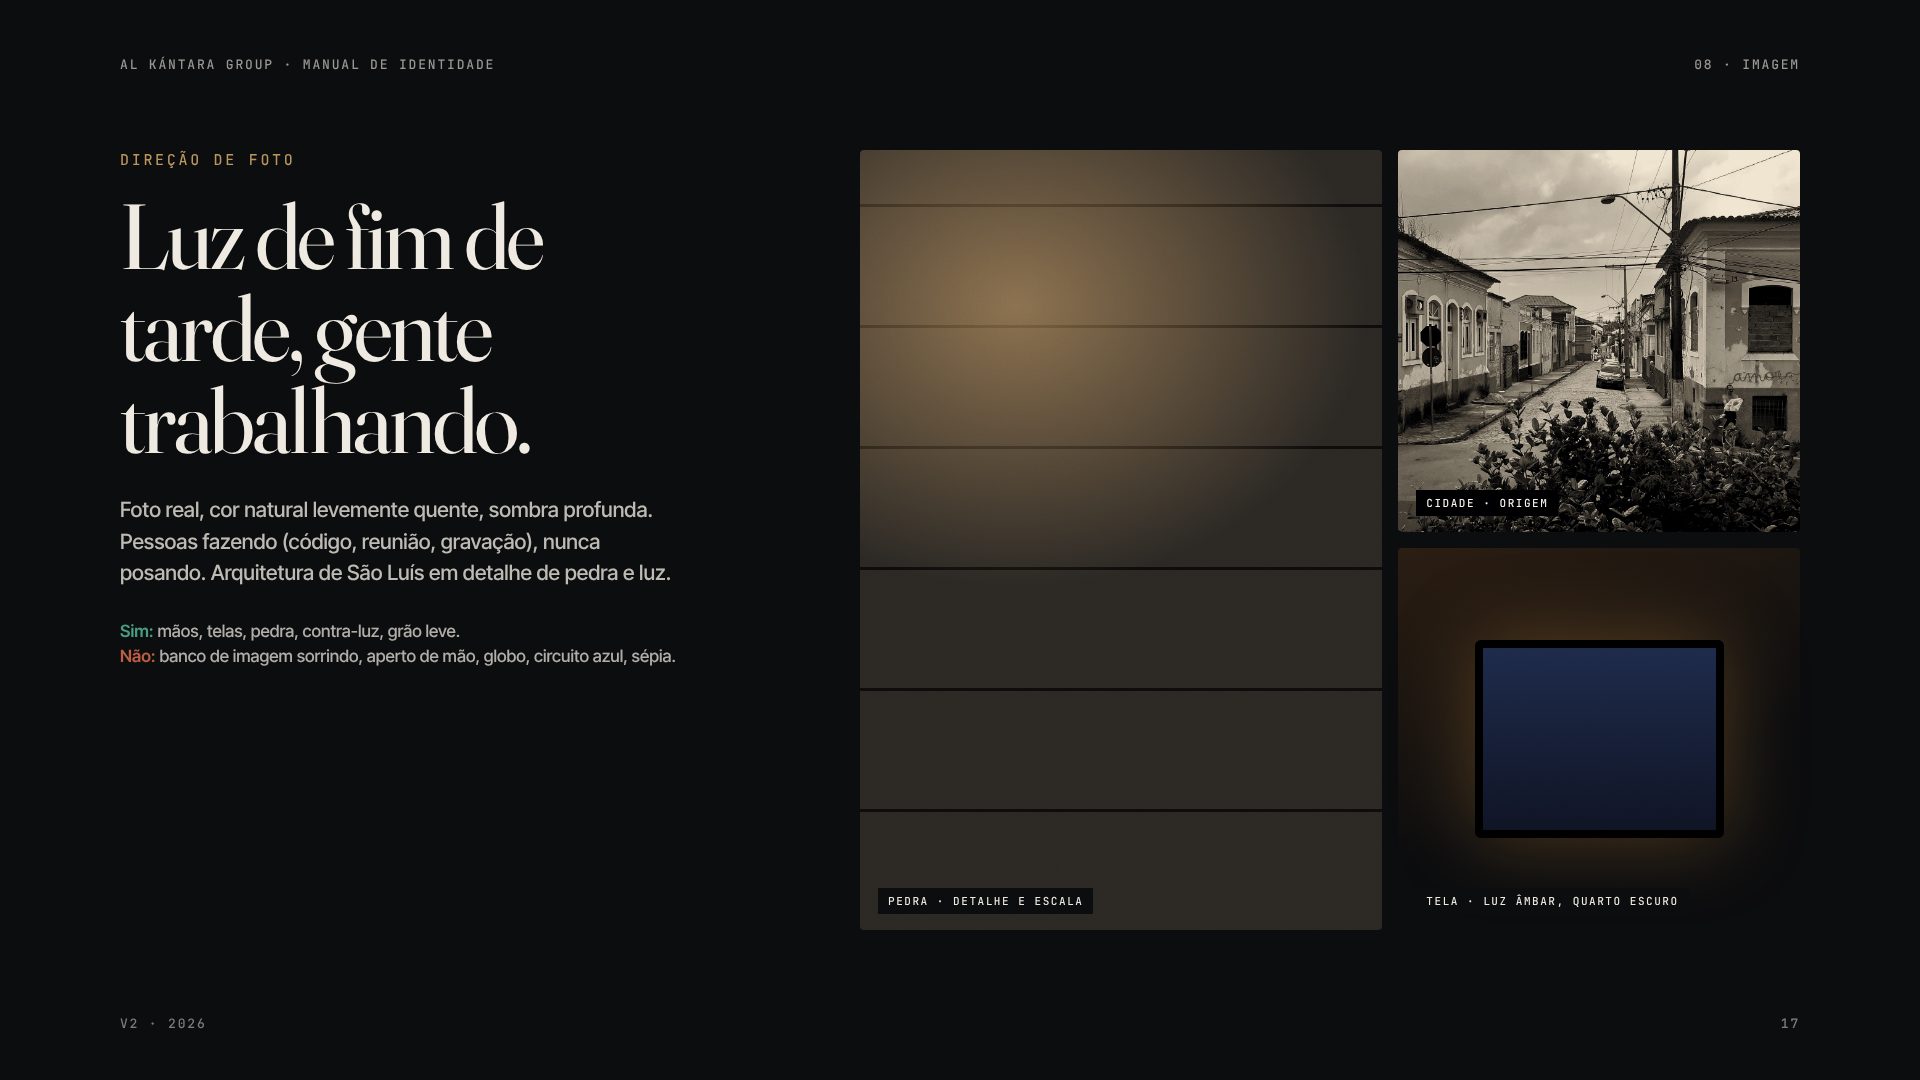 AL KÁNTARA GROUP · MANUAL DE IDENTIDADE
08 · IMAGEM
DIREÇÃO DE FOTO
Luz de fim de
tarde, gente
trabalhando.
Foto real, cor natural levemente quente, sombra profunda.
Pessoas fazendo (código, reunião, gravação), nunca
posando. Arquitetura de São Luís em detalhe de pedra e luz.
Sim: mãos, telas, pedra, contra-luz, grão leve.
Não: banco de imagem sorrindo, aperto de mão, globo, circuito azul, sépia.
PEDRA · DETALHE E ESCALA
amor
CIDADE · ORIGEM
TELA · LUZ ÂMBAR, QUARTO ESCURO
V2 · 2026
17